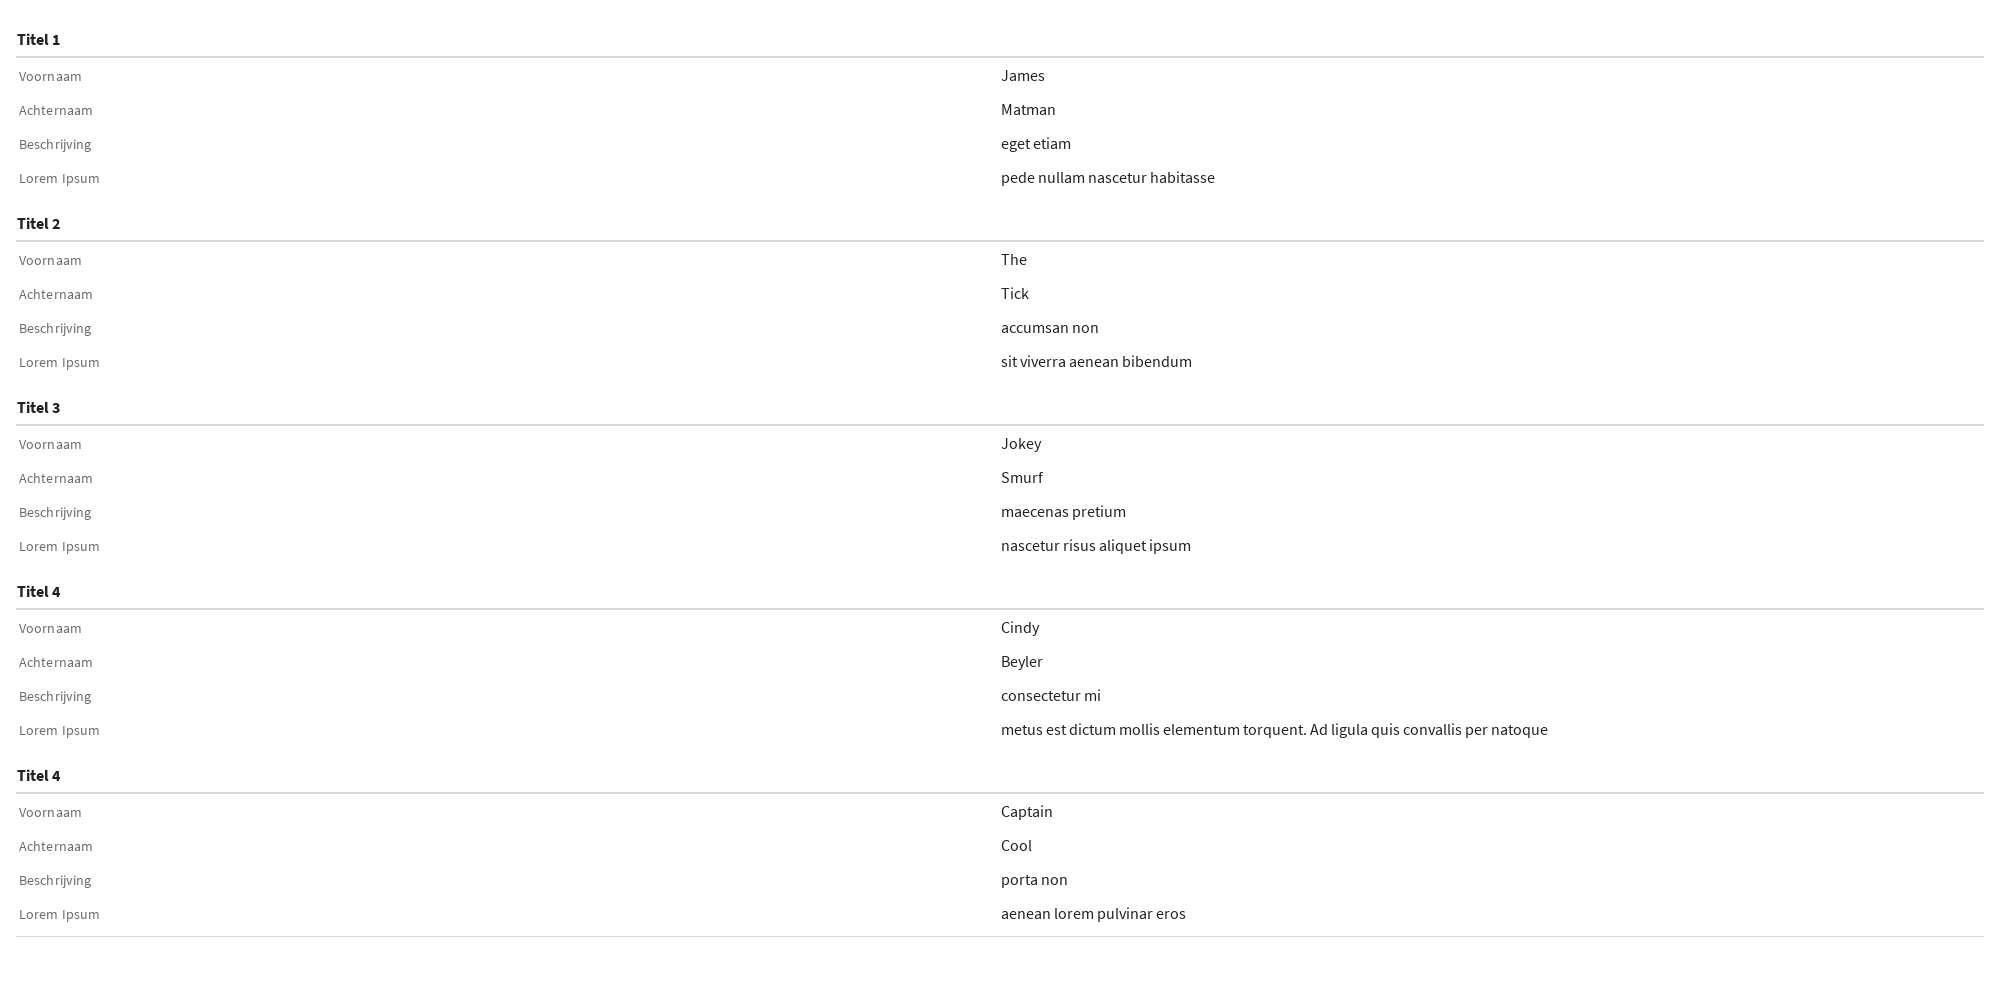 Titel 1
Voornaam James
Achternaam Matman
Beschrijving eget etiam
Lorem Ipsum pede nullam nascetur habitasse
Titel 2
Voornaam The
Achternaam Tick
Beschrijving accumsan non
Lorem Ipsum sit viverra aenean bibendum
Titel 3
Voornaam Jokey
Achternaam Smurf
Beschrijving maecenas pretium
Lorem Ipsum nascetur risus aliquet ipsum
Titel 4
Voornaam Cindy
Achternaam Beyler
Beschrijving consectetur mi
Lorem Ipsum metus est dictum mollis elementum torquent. Ad ligula quis convallis per natoque
Titel 4
Voornaam Captain
Achternaam Cool
Beschrijving porta non
Lorem Ipsum aenean lorem pulvinar eros